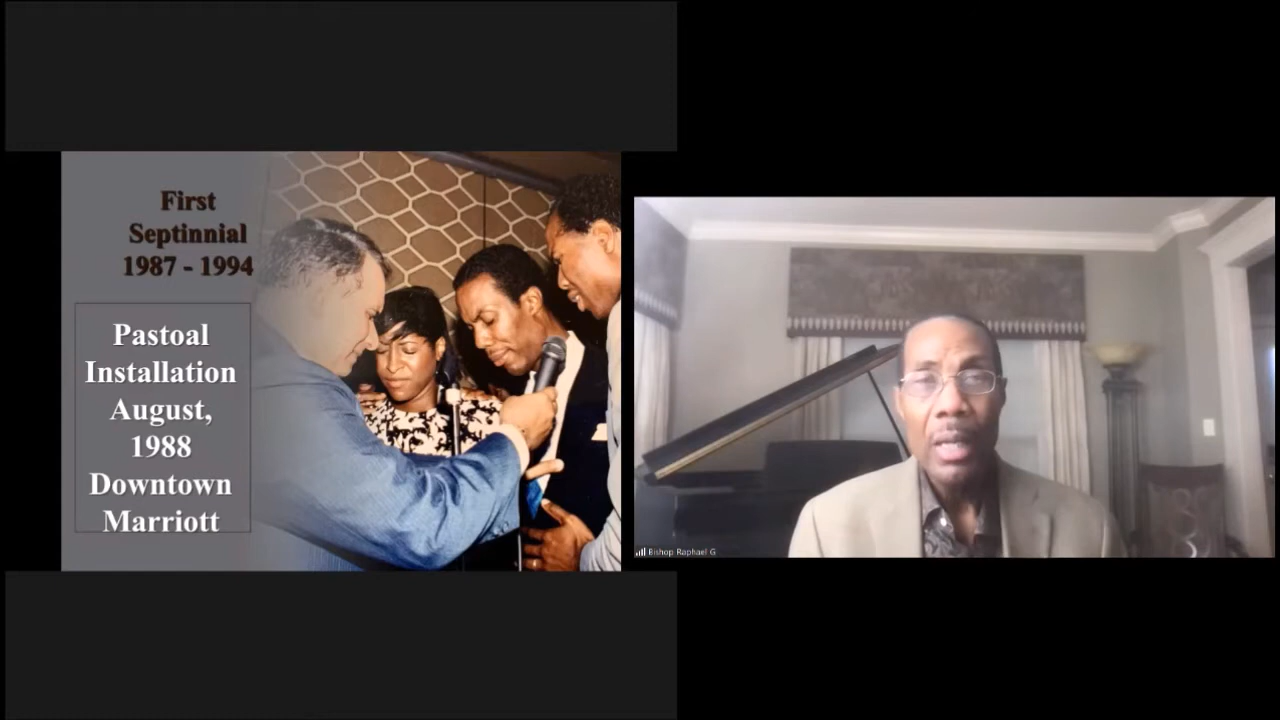 First
Septinnial
1987 - 1994
Pastoal
Installation
August,
1988
Downtown
Marriott
Bishop Raphael G